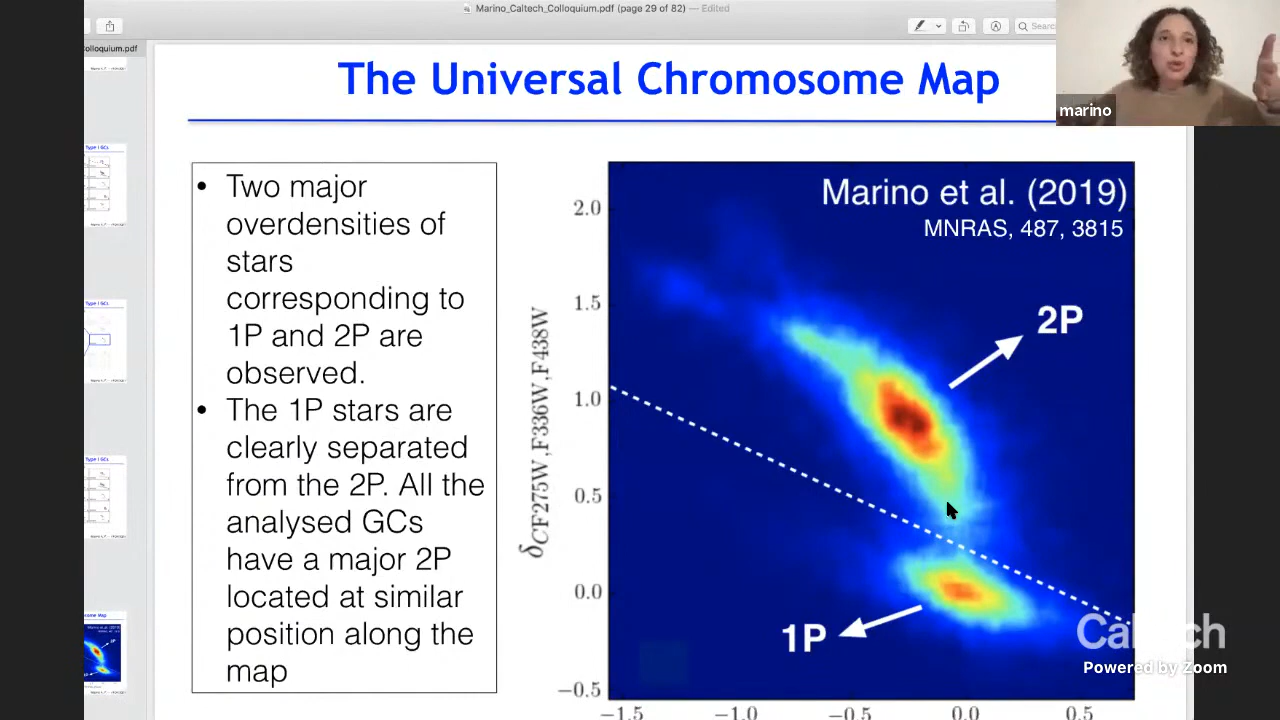 Marino_Caltech_Colloquium.pdf (page 29 of 82) — Edited
olloquium.pdf
The Universal Chromosome Map
marino
• Two major
overdensities of
stars
corresponding to
1P and 2P are
observed.
• The 1P stars are
clearly separated
from the 2P. All the
analysed GCs
have a major 2P
located at similar
position along the
map
Marino et al. (2019)
MNRAS, 487, 3815
2P
1P
δCF275W,F336W,F438W
2.0
1.5
1.0
0.5
0.0
−0.5
−1.5
−1.0
−0.5
0.0
0.5
Caltech
Powered by Zoom